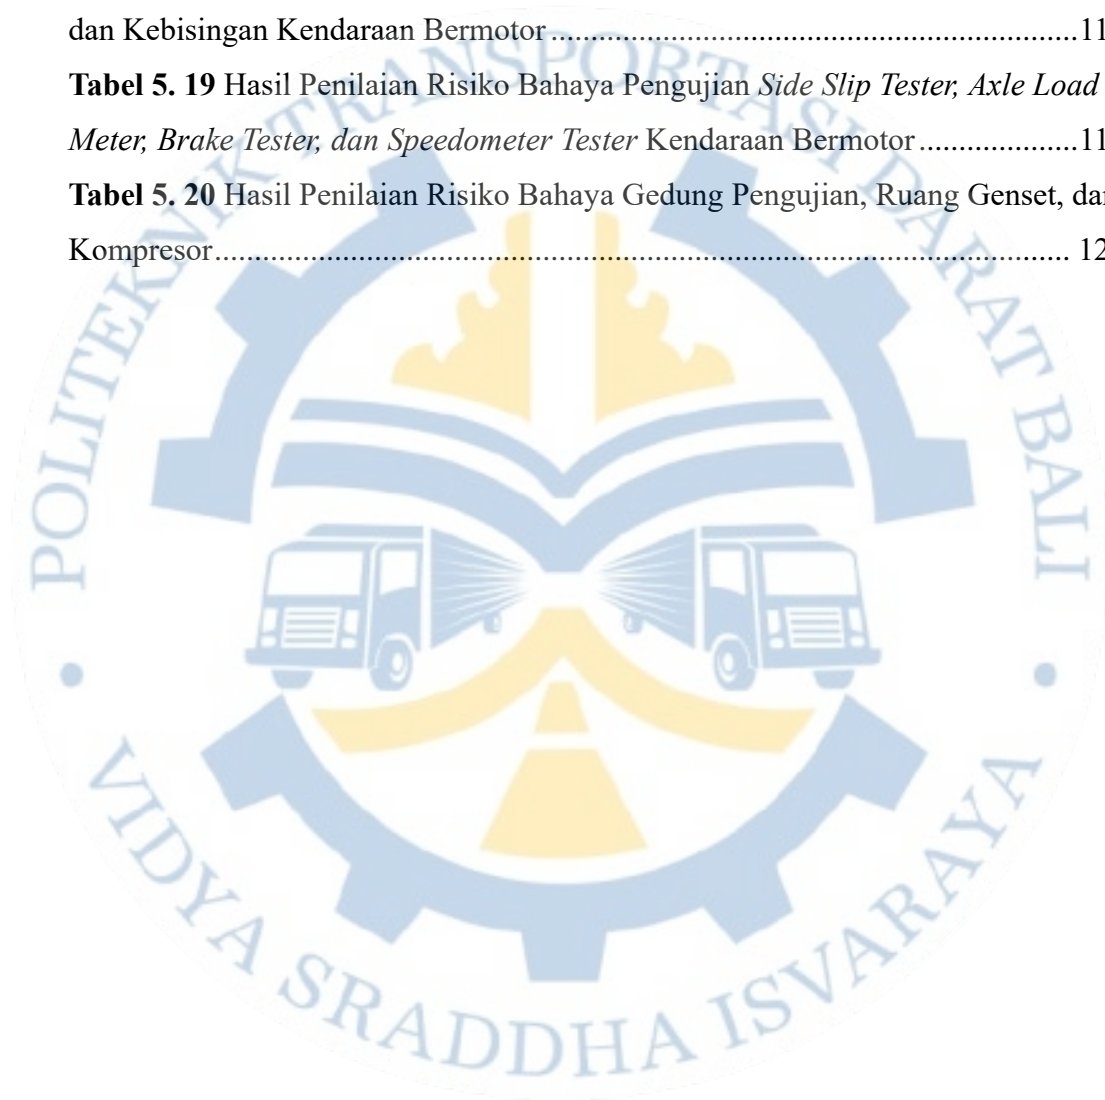 dan Kebisingan Kendaraan Bermotor....................................................................11
Tabel 5. 19 Hasil Penilaian Risiko Bahaya Pengujian Side Slip Tester, Axle Load
Meter, Brake Tester, dan Speedometer Tester Kendaraan Bermotor....................11
Tabel 5. 20 Hasil Penilaian Risiko Bahaya Gedung Pengujian, Ruang Genset, dan
Kompresor............................................................................................................. 12
POLITEKNIK TRANSPORTASI DARAT BALI
• VIDYA SRADDHA ISVARAYA •